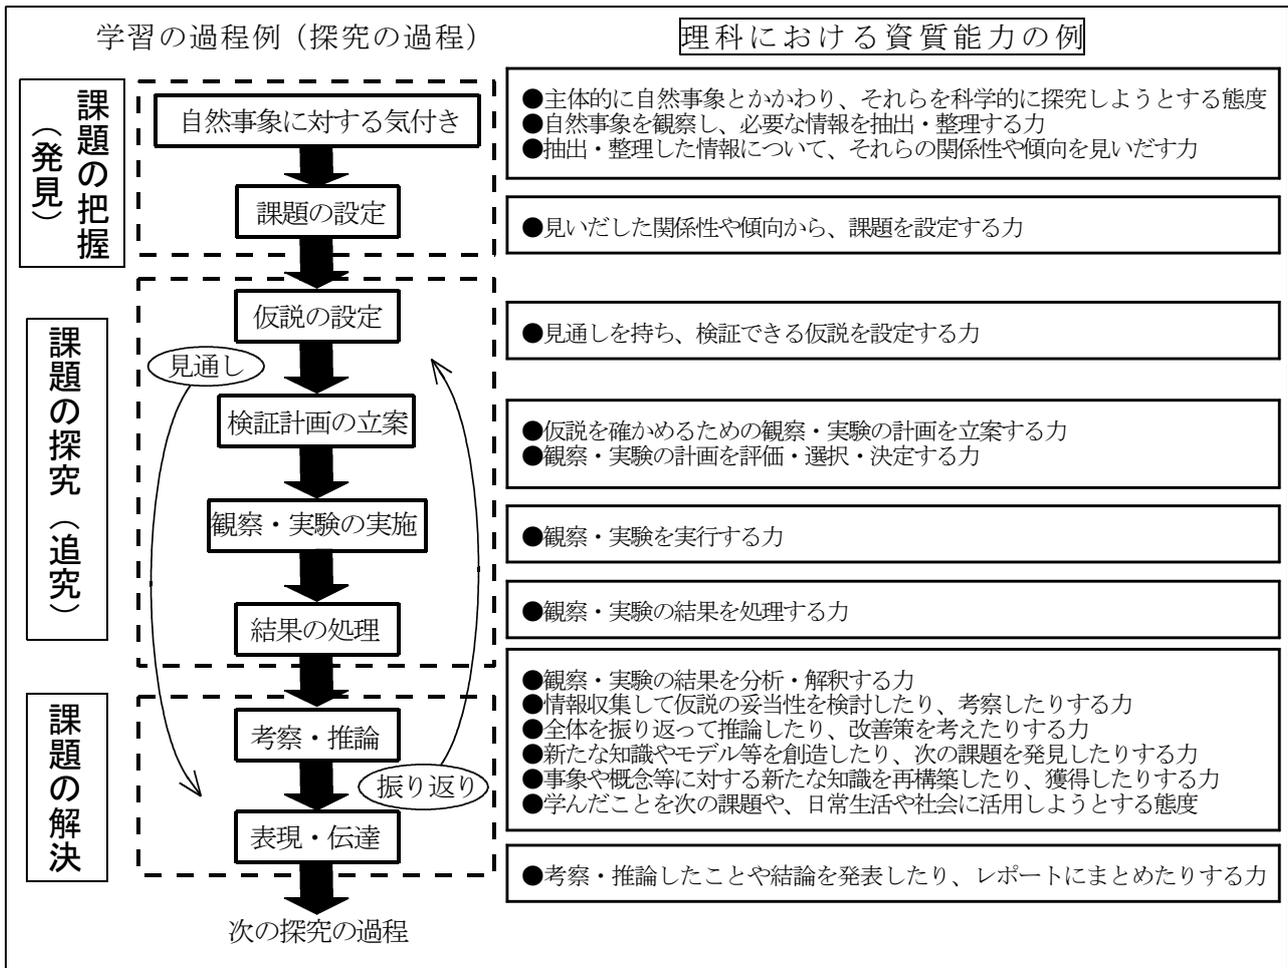 学習の過程例（探究の過程）
理科における資質能力の例
課題の把握
（発見）
自然事象に対する気付き
●主体的に自然事象とかかわり、それらを科学的に探究しようとする態度
●自然事象を観察し、必要な情報を抽出・整理する力
●抽出・整理した情報について、それらの関係性や傾向を見いだす力
課題の設定
●見いだした関係性や傾向から、課題を設定する力
課題の探究（追究）
仮説の設定
●見通しを持ち、検証できる仮説を設定する力
見通し
検証計画の立案
●仮説を確かめるための観察・実験の計画を立案する力
●観察・実験の計画を評価・選択・決定する力
観察・実験の実施
●観察・実験を実行する力
結果の処理
●観察・実験の結果を処理する力
課題の解決
考察・推論
●観察・実験の結果を分析・解釈する力
●情報収集して仮説の妥当性を検討したり、考察したりする力
●全体を振り返って推論したり、改善策を考えたりする力
●新たな知識やモデル等を創造したり、次の課題を発見したりする力
●事象や概念等に対する新たな知識を再構築したり、獲得したりする力
●学んだことを次の課題や、日常生活や社会に活用しようとする態度
振り返り
表現・伝達
●考察・推論したことや結論を発表したり、レポートにまとめたりする力
次の探究の過程